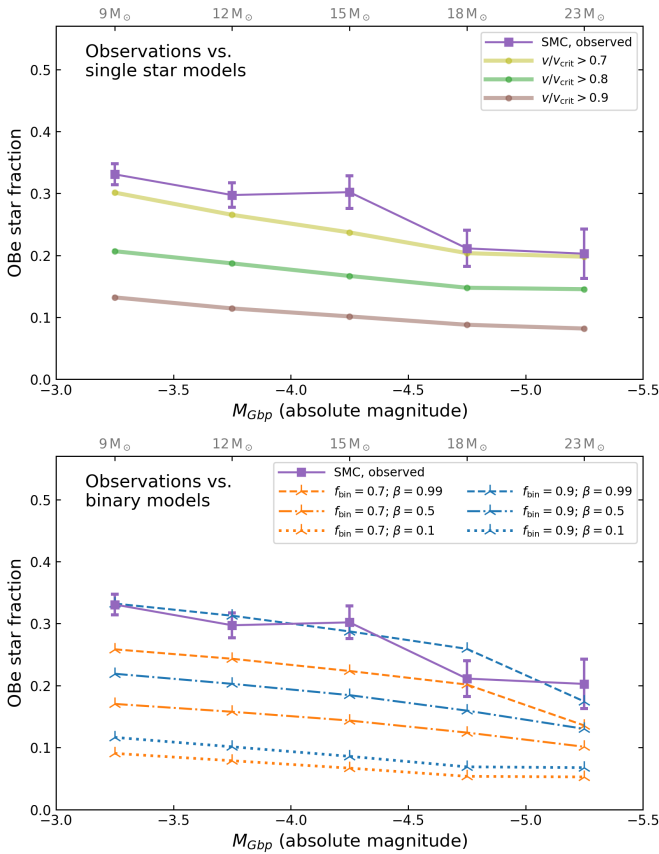 9 M⊙ 12 M⊙ 15 M⊙ 18 M⊙ 23 M⊙
Observations vs.
single star models
SMC, observed
v/vcrit > 0.7
v/vcrit > 0.8
v/vcrit > 0.9
OBe star fraction
0.5
0.4
0.3
0.2
0.1
0.0
−3.0 −3.5 −4.0 −4.5 −5.0 −5.5
MGbp (absolute magnitude)
9 M⊙ 12 M⊙ 15 M⊙ 18 M⊙ 23 M⊙
Observations vs.
binary models
SMC, observed
fbin = 0.7; β = 0.99 fbin = 0.9; β = 0.99
fbin = 0.7; β = 0.5 fbin = 0.9; β = 0.5
fbin = 0.7; β = 0.1 fbin = 0.9; β = 0.1
OBe star fraction
0.5
0.4
0.3
0.2
0.1
0.0
−3.0 −3.5 −4.0 −4.5 −5.0 −5.5
MGbp (absolute magnitude)